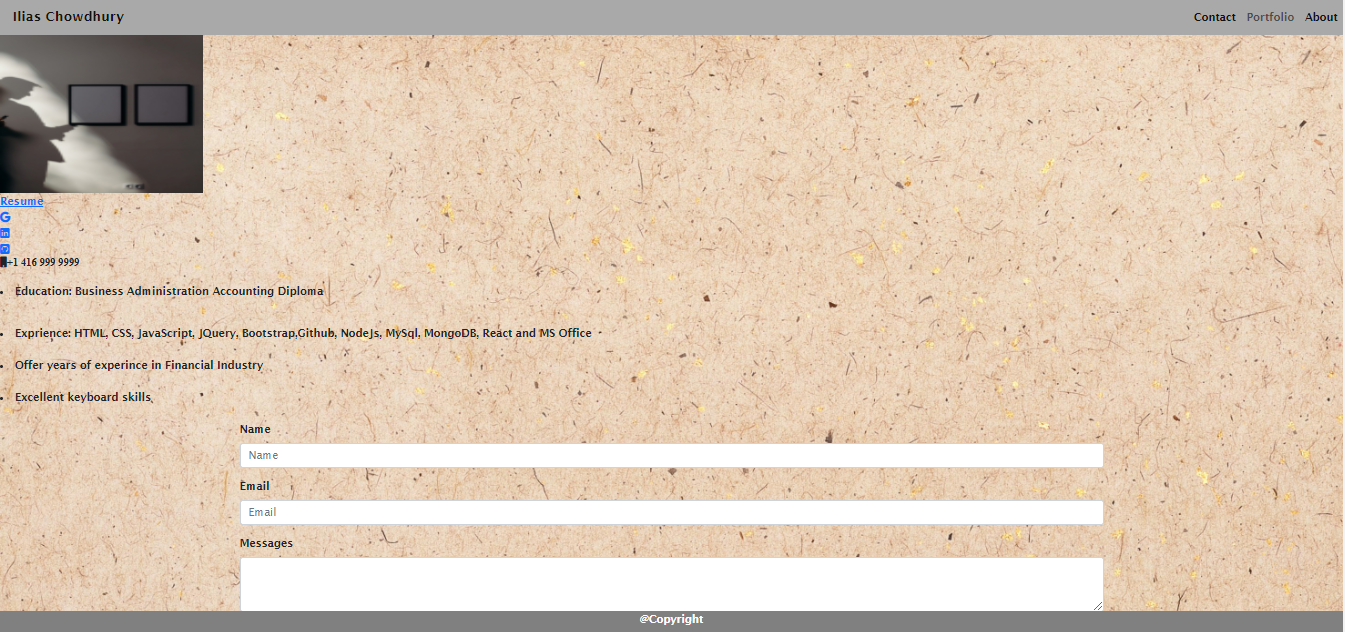 Ilias Chowdhury
Contact Portfolio About
Resume
+1 416 999 9999
Education: Business Administration Accounting Diploma
Exprience: HTML, CSS, JavaScript, JQuery, Bootstrap,Github, NodeJs, MySql, MongoDB, React and MS Office
Offer years of experince in Financial Industry
Excellent keyboard skills
Name
Name
Email
Email
Messages
@Copyright